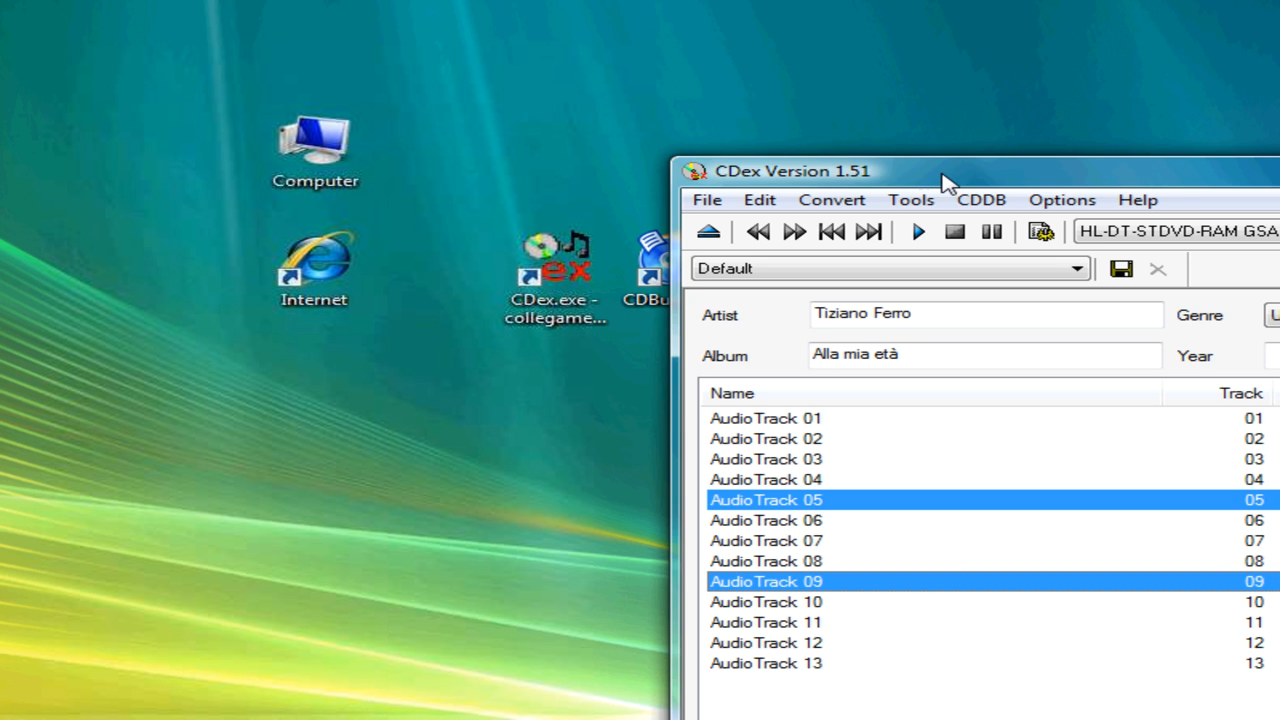 Computer
Internet
CDex.exe -
collegame...
CDBu
CDex Version 1.51
File Edit Convert Tools CDDB Options Help
HL-DT-STDVD-RAM GSA
Default
Artist Tiziano Ferro Genre U
Album Alla mia età Year
Name Track
AudioTrack 01 01
AudioTrack 02 02
AudioTrack 03 03
AudioTrack 04 04
AudioTrack 05 05
AudioTrack 06 06
AudioTrack 07 07
AudioTrack 08 08
AudioTrack 09 09
AudioTrack 10 10
AudioTrack 11 11
AudioTrack 12 12
AudioTrack 13 13